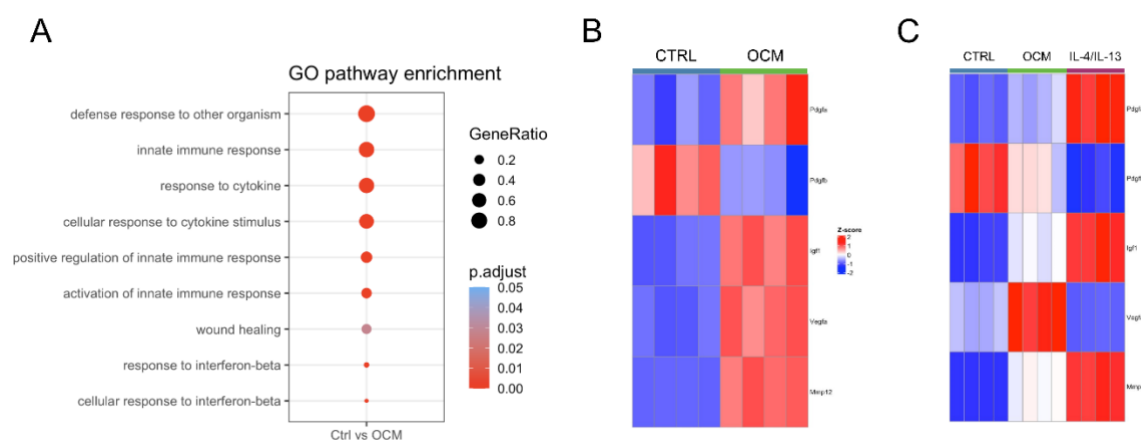 A
GO pathway enrichment
defense response to other organism
innate immune response
response to cytokine
cellular response to cytokine stimulus
positive regulation of innate immune response
activation of innate immune response
wound healing
response to interferon-beta
cellular response to interferon-beta
Ctrl vs OCM
GeneRatio
0.2
0.4
0.6
0.8
p.adjust
0.05
0.04
0.03
0.02
0.01
0.00
B
CTRL OCM
Pdgfa
Pdgfb
Igf1
Vegfa
Mmp12
Z-score
2
1
0
-1
-2
C
CTRL OCM IL-4/IL-13
Pdgf
Pdgf
Igf1
Vegf
Mmp